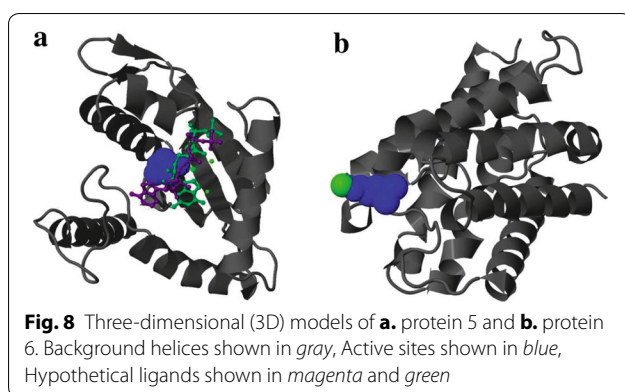 a
b
Fig. 8 Three-dimensional (3D) models of a. protein 5 and b. protein
6. Background helices shown in gray, Active sites shown in blue,
Hypothetical ligands shown in magenta and green